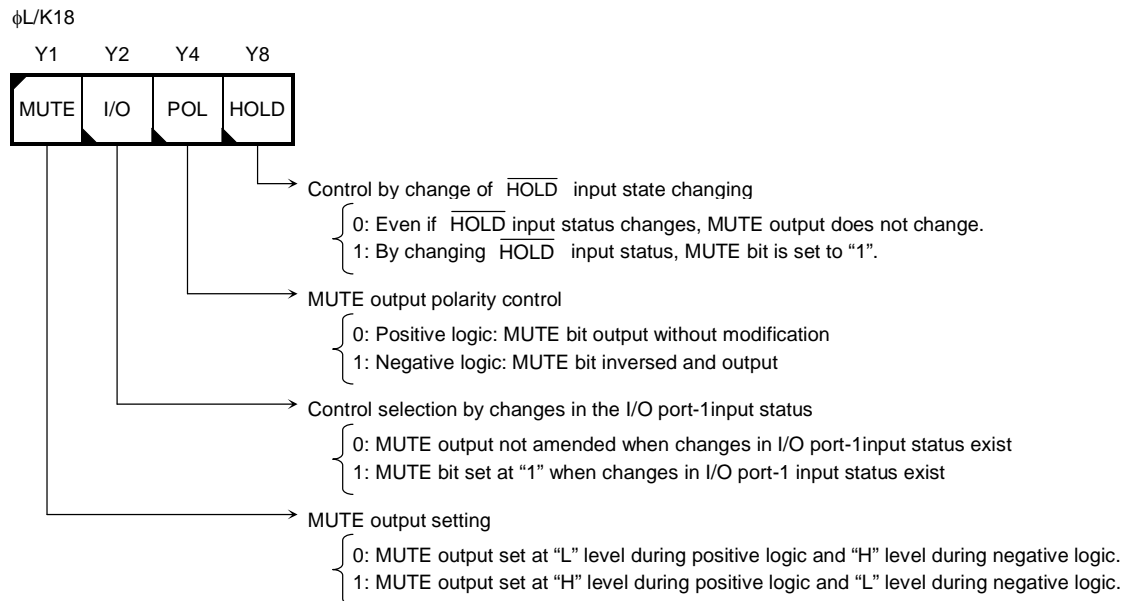 ϕL/K18
Y1 Y2 Y4 Y8
MUTE I/O POL HOLD
Control by change of HOLD input state changing
0: Even if HOLD input status changes, MUTE output does not change.
1: By changing HOLD input status, MUTE bit is set to “1”.
MUTE output polarity control
0: Positive logic: MUTE bit output without modification
1: Negative logic: MUTE bit inversed and output
Control selection by changes in the I/O port-1input status
0: MUTE output not amended when changes in I/O port-1input status exist
1: MUTE bit set at “1” when changes in I/O port-1 input status exist
MUTE output setting
0: MUTE output set at “L” level during positive logic and “H” level during negative logic.
1: MUTE output set at “H” level during positive logic and “L” level during negative logic.